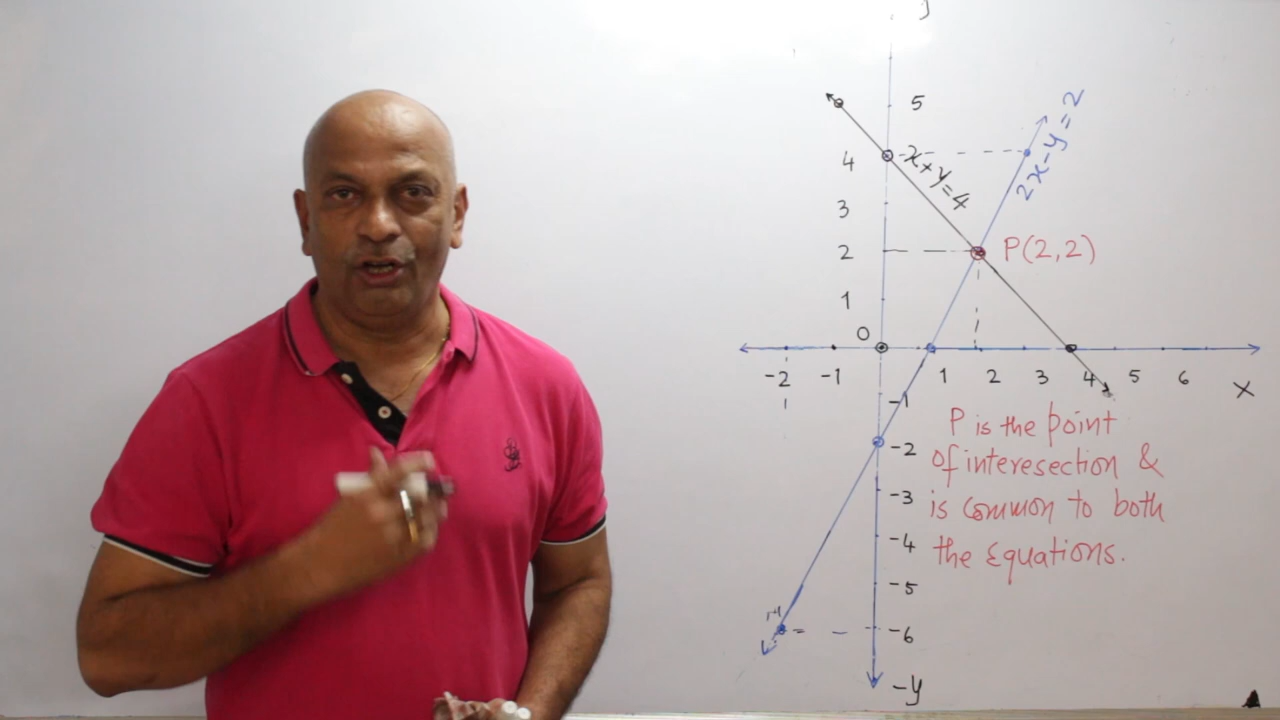 y
5
4
x+y=4
2x-y=2
3
2
P(2,2)
1
0
-2 -1 1 2 3 4 5 6 x
-1
-2
-3
-4
-5
-6
-y
P is the point
Of interesection &
is common to both
the Equations.